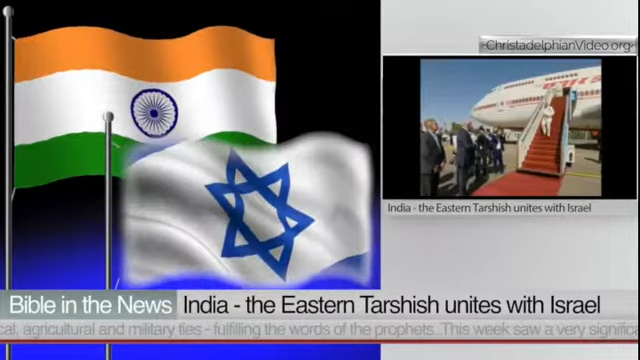 ChristadelphianVideo.org
India - the Eastern Tarshish unites with Israel
Bible in the News India - the Eastern Tarshish unites with Israel
agricultural and military ties - fulfilling the words of the prophets. This week saw a very